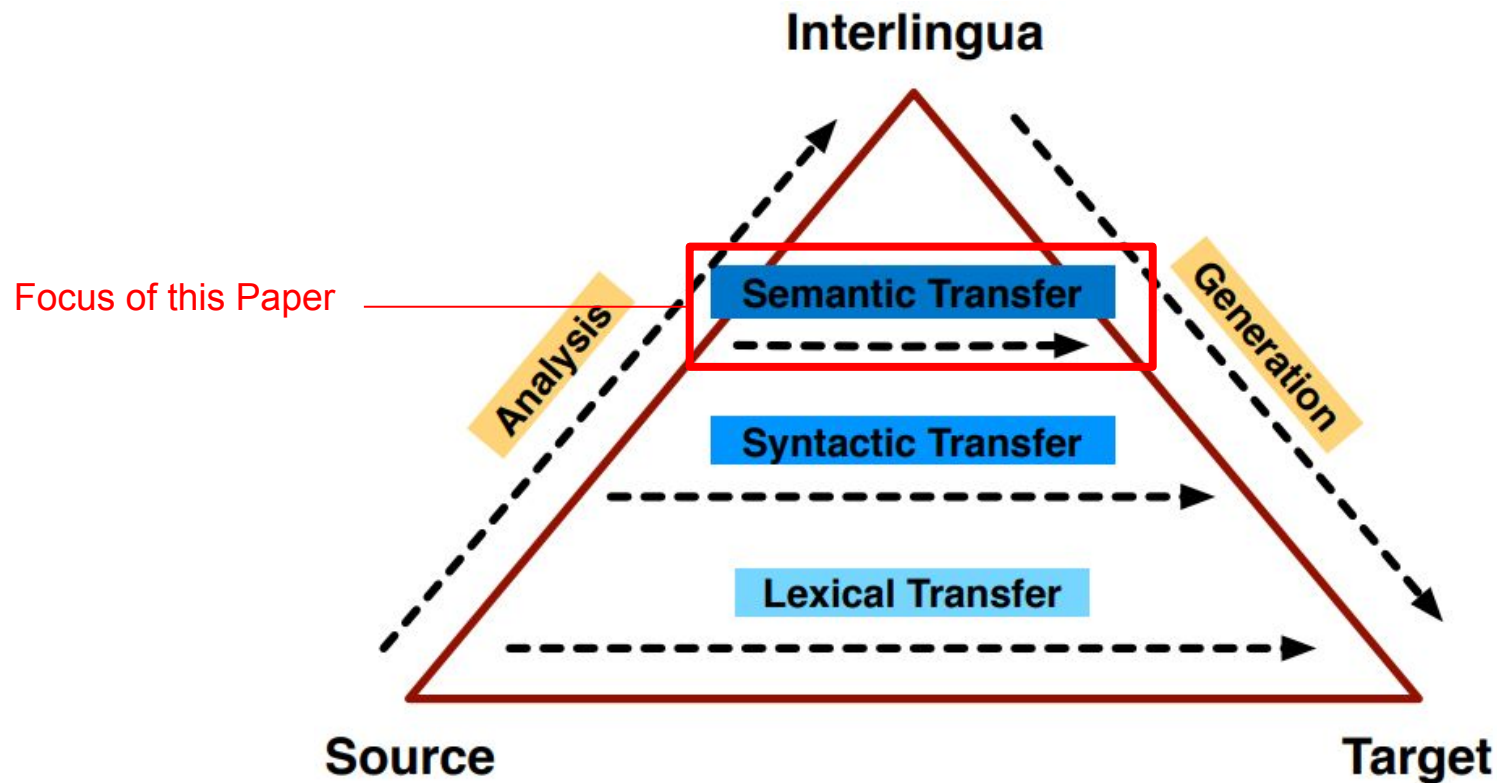 Interlingua
Focus of this Paper
Analysis
Semantic Transfer
Generation
Syntactic Transfer
Lexical Transfer
Source
Target